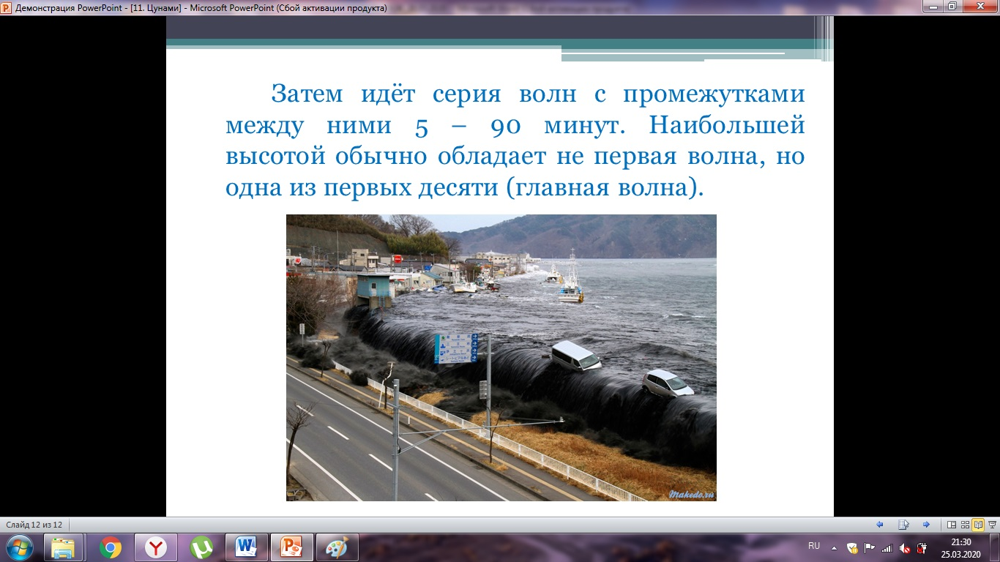 Демонстрация PowerPoint - [11. Цунами] - Microsoft PowerPoint (Сбой активации продукта)
Затем идёт серия волн с промежутками
между ними 5 – 90 минут. Наибольшей
высотой обычно обладает не первая волна, но
одна из первых десяти (главная волна).
Makedo.ru
Слайд 12 из 12
RU
21:30
25.03.2020